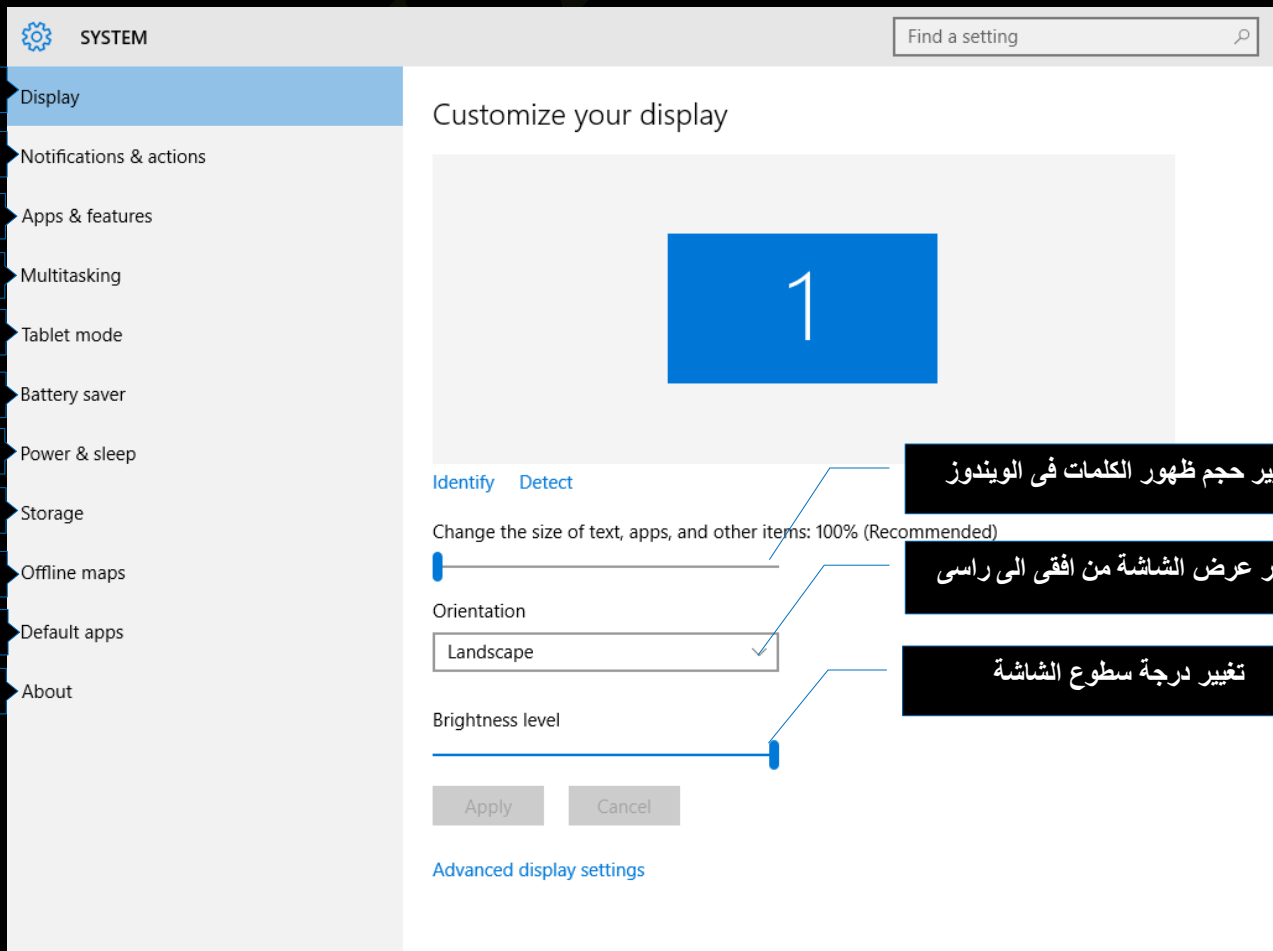 SYSTEM
Find a setting
Display
Notifications & actions
Apps & features
Multitasking
Tablet mode
Battery saver
Power & sleep
Storage
Offline maps
Default apps
About
Customize your display
1
Identify Detect
حجم ظهور الكلمات فى الويندوز
Change the size of text, apps, and other items: 100% (Recommended)
عرض الشاشة من افقى الى راسى
Orientation
Landscape
تغيير درجة سطوع الشاشة
Brightness level
Apply Cancel
Advanced display settings